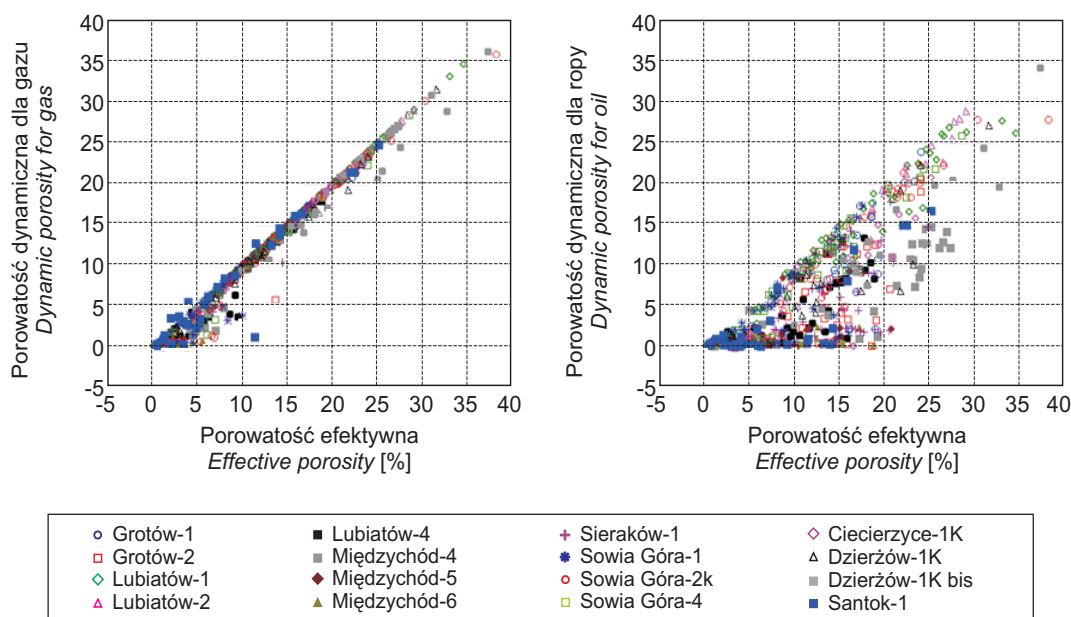 Porowatość dynamiczna dla gazu
Dynamic porosity for gas
40
35
30
25
20
15
10
5
0
-5
-5 0 5 10 15 20 25 30 35 40
Porowatość efektywna
Effective porosity [%]
Porowatość dynamiczna dla ropy
Dynamic porosity for oil
40
35
30
25
20
15
10
5
0
-5
-5 0 5 10 15 20 25 30 35 40
Porowatość efektywna
Effective porosity [%]
Grotów-1
Grotów-2
Lubiatów-1
Lubiatów-2
Lubiatów-4
Międzychód-4
Międzychód-5
Międzychód-6
Sieraków-1
Sowia Góra-1
Sowia Góra-2k
Sowia Góra-4
Ciecierzyce-1K
Dzierżów-1K
Dzierżów-1K bis
Santok-1